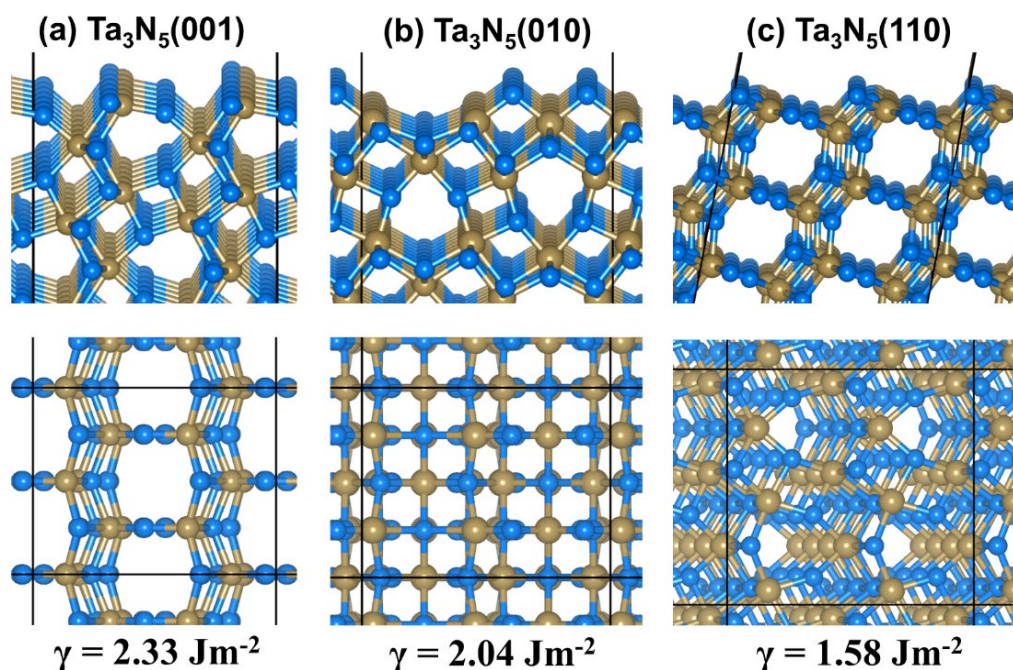 (a) Ta₃N₅(001)
(b) Ta₃N₅(010)
(c) Ta₃N₅(110)
γ = 2.33 Jm⁻²
γ = 2.04 Jm⁻²
γ = 1.58 Jm⁻²